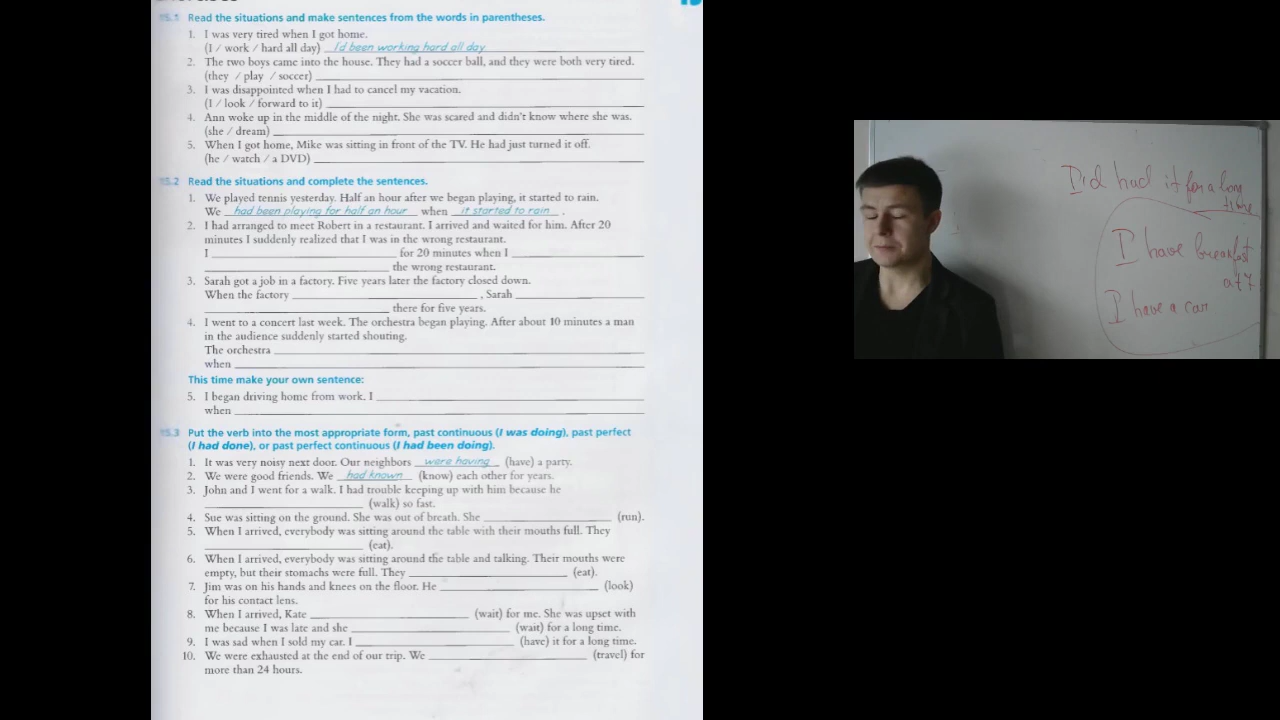 15.1 Read the situations and make sentences from the words in parentheses.
1. I was very tired when I got home.
(I / work / hard all day) I'd been working hard all day
2. The two boys came into the house. They had a soccer ball, and they were both very tired.
(they / play / soccer)
3. I was disappointed when I had to cancel my vacation.
(I / look / forward to it)
4. Ann woke up in the middle of the night. She was scared and didn't know where she was.
(she / dream)
5. When I got home, Mike was sitting in front of the TV. He had just turned it off.
(he / watch / a DVD)
15.2 Read the situations and complete the sentences.
1. We played tennis yesterday. Half an hour after we began playing, it started to rain.
We had been playing for half an hour when it started to rain .
2. I had arranged to meet Robert in a restaurant. I arrived and waited for him. After 20
minutes I suddenly realized that I was in the wrong restaurant.
I ____ for 20 minutes when I ____
____ the wrong restaurant.
3. Sarah got a job in a factory. Five years later the factory closed down.
When the factory ____ , Sarah ____
____ there for five years.
4. I went to a concert last week. The orchestra began playing. After about 10 minutes a man
in the audience suddenly started shouting.
The orchestra
when
This time make your own sentence:
5. I began driving home from work. I
when
15.3 Put the verb into the most appropriate form, past continuous (I was doing), past perfect
(I had done), or past perfect continuous (I had been doing).
1. It was very noisy next door. Our neighbors were having (have) a party.
2. We were good friends. We had known (know) each other for years.
3. John and I went for a walk. I had trouble keeping up with him because he
____ (walk) so fast.
4. Sue was sitting on the ground. She was out of breath. She ____ (run).
5. When I arrived, everybody was sitting around the table with their mouths full. They
____ (eat).
6. When I arrived, everybody was sitting around the table and talking. Their mouths were
empty, but their stomachs were full. They ____ (eat).
7. Jim was on his hands and knees on the floor. He ____ (look)
for his contact lens.
8. When I arrived, Kate ____ (wait) for me. She was upset with
me because I was late and she ____ (wait) for a long time.
9. I was sad when I sold my car. I ____ (have) it for a long time.
10. We were exhausted at the end of our trip. We ____ (travel) for
more than 24 hours.
I'd had it for a long
time
I have breakfast
at 7
I have a car